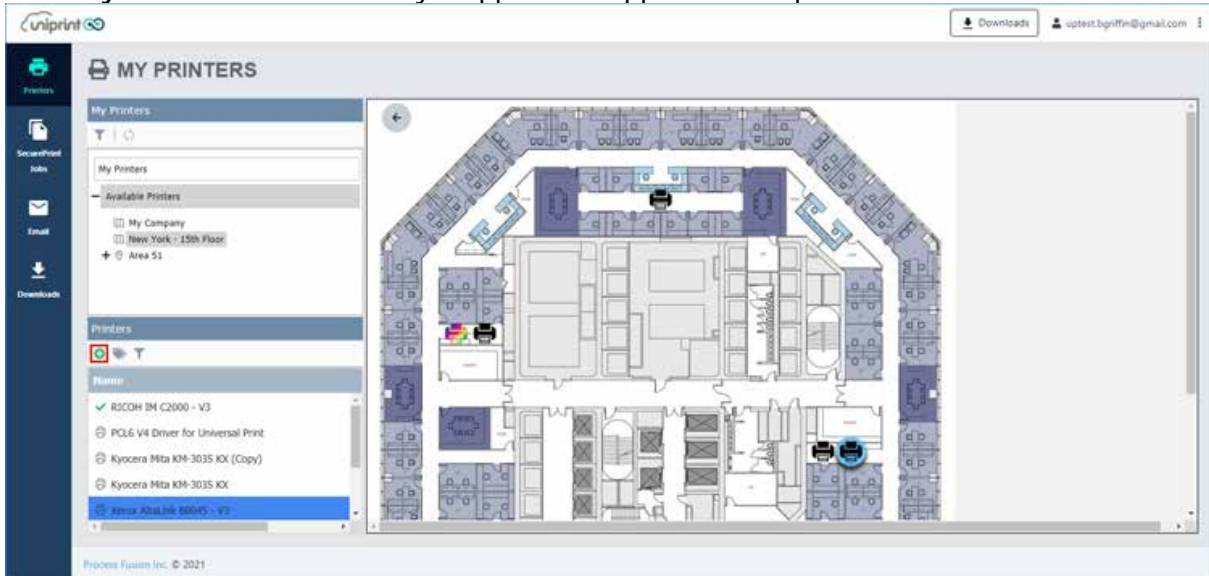 uniprint
Downloads
uptest.bgriffin@gmail.com
Printers
SecurePrint
Jobs
Email
Downloads
MY PRINTERS
My Printers
My Printers
Available Printers
My Company
New York - 15th Floor
Area 51
Printers
Name
RICOH IM C2000 - V3
PCL6 V4 Driver for Universal Print
Kyocera Mita KM-3035 KX (Copy)
Kyocera Mita KM-3035 KX
Xerox AltaLink
Process Fusion Inc. © 2021